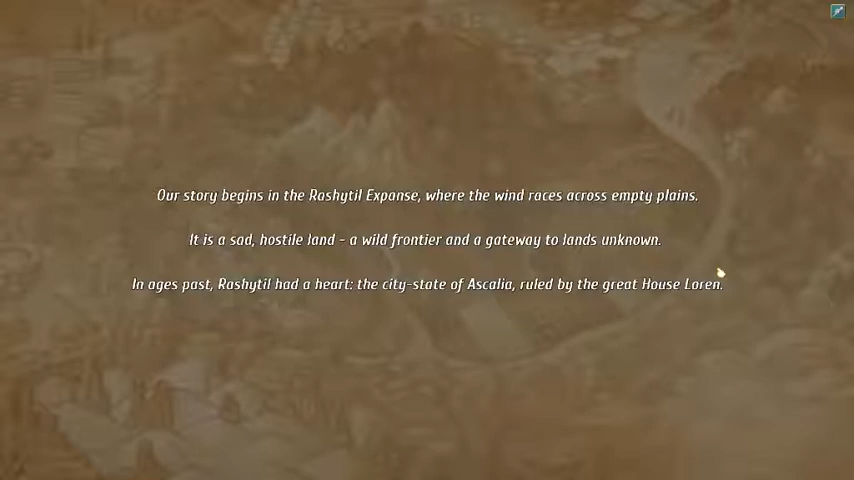 Our story begins in the Rashytil Expanse, where the wind races across empty plains.
It is a sad, hostile land - a wild frontier and a gateway to lands unknown.
In ages past, Rashytil had a heart: the city-state of Ascalia, ruled by the great House Loren.